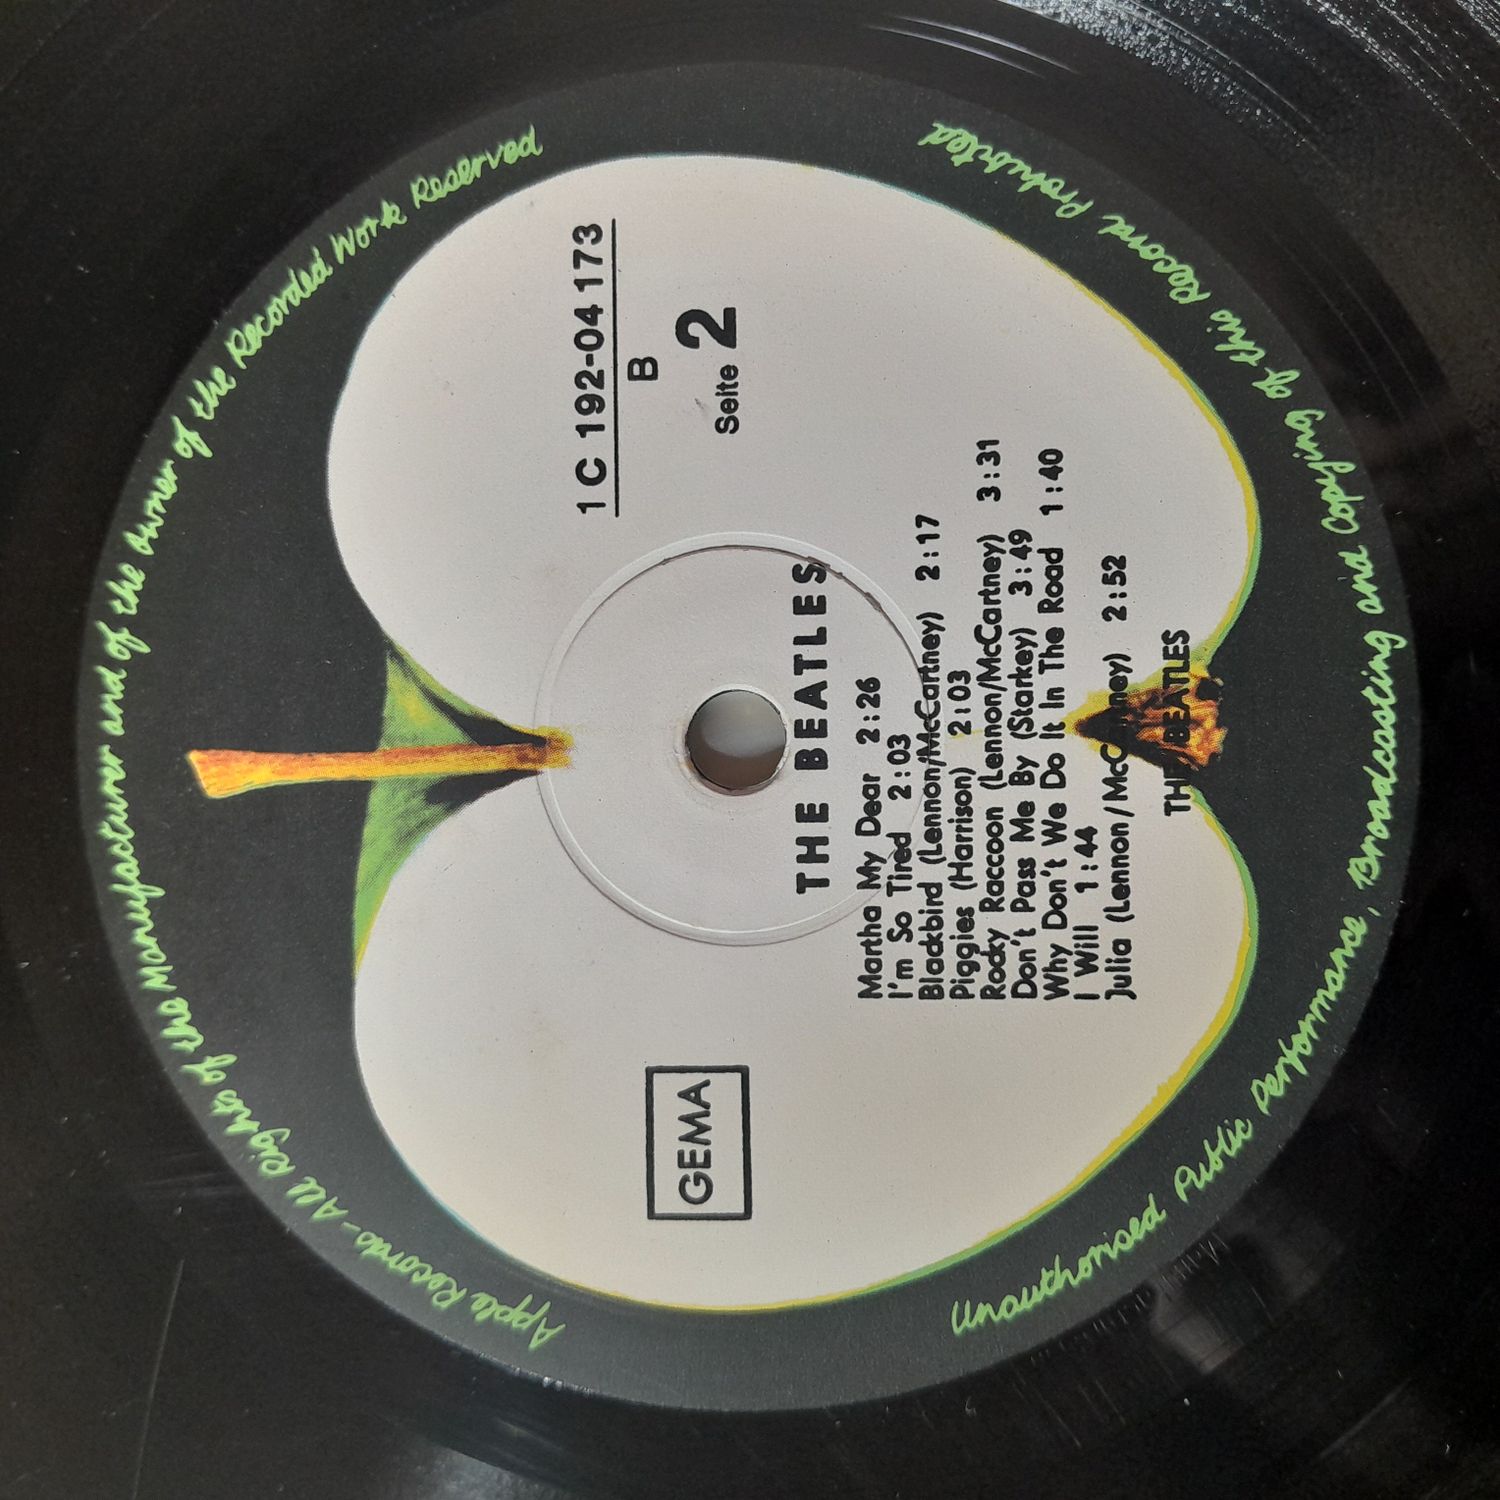 Apple Records - All Rights of the Manufacturer and of the Owner of the Recorded Work Reserved
1 C 192-04 173
B
Seite 2
GEMA
THE BEATLES
Martha My Dear 2:26
I'm So Tired 2:03
Blackbird (Lennon/McCartney) 2:17
Piggies (Harrison) 2:03
Rocky Raccoon (Lennon/McCartney) 3:31
Don't Pass Me By (Starkey) 3:49
Why Don't We Do It In The Road 1:40
I Will 1:44
Julia (Lennon/McCartney) 2:52
THE BEATLES
Unauthorised Public Performance, Broadcasting and Copying of this Record Prohibited